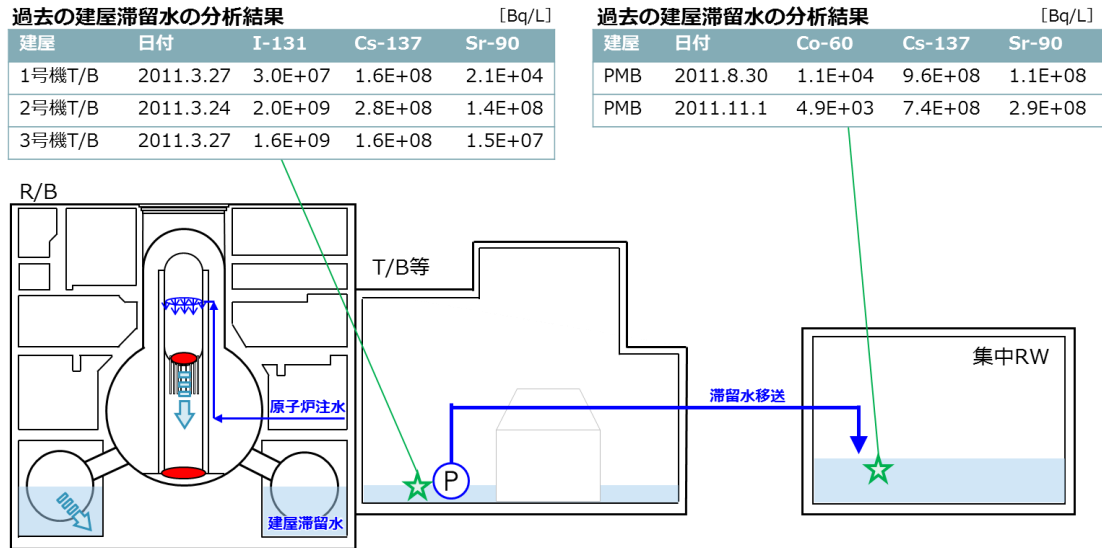 過去の建屋滞留水の分析結果 [Bq/L]
建屋 日付 I-131 Cs-137 Sr-90
1号機T/B 2011.3.27 3.0E+07 1.6E+08 2.1E+04
2号機T/B 2011.3.24 2.0E+09 2.8E+08 1.4E+08
3号機T/B 2011.3.27 1.6E+09 1.6E+08 1.5E+07
過去の建屋滞留水の分析結果 [Bq/L]
建屋 日付 Co-60 Cs-137 Sr-90
PMB 2011.8.30 1.1E+04 9.6E+08 1.1E+08
PMB 2011.11.1 4.9E+03 7.4E+08 2.9E+08
R/B
T/B等
集中RW
滞留水移送
原子炉注水
P
建屋滞留水